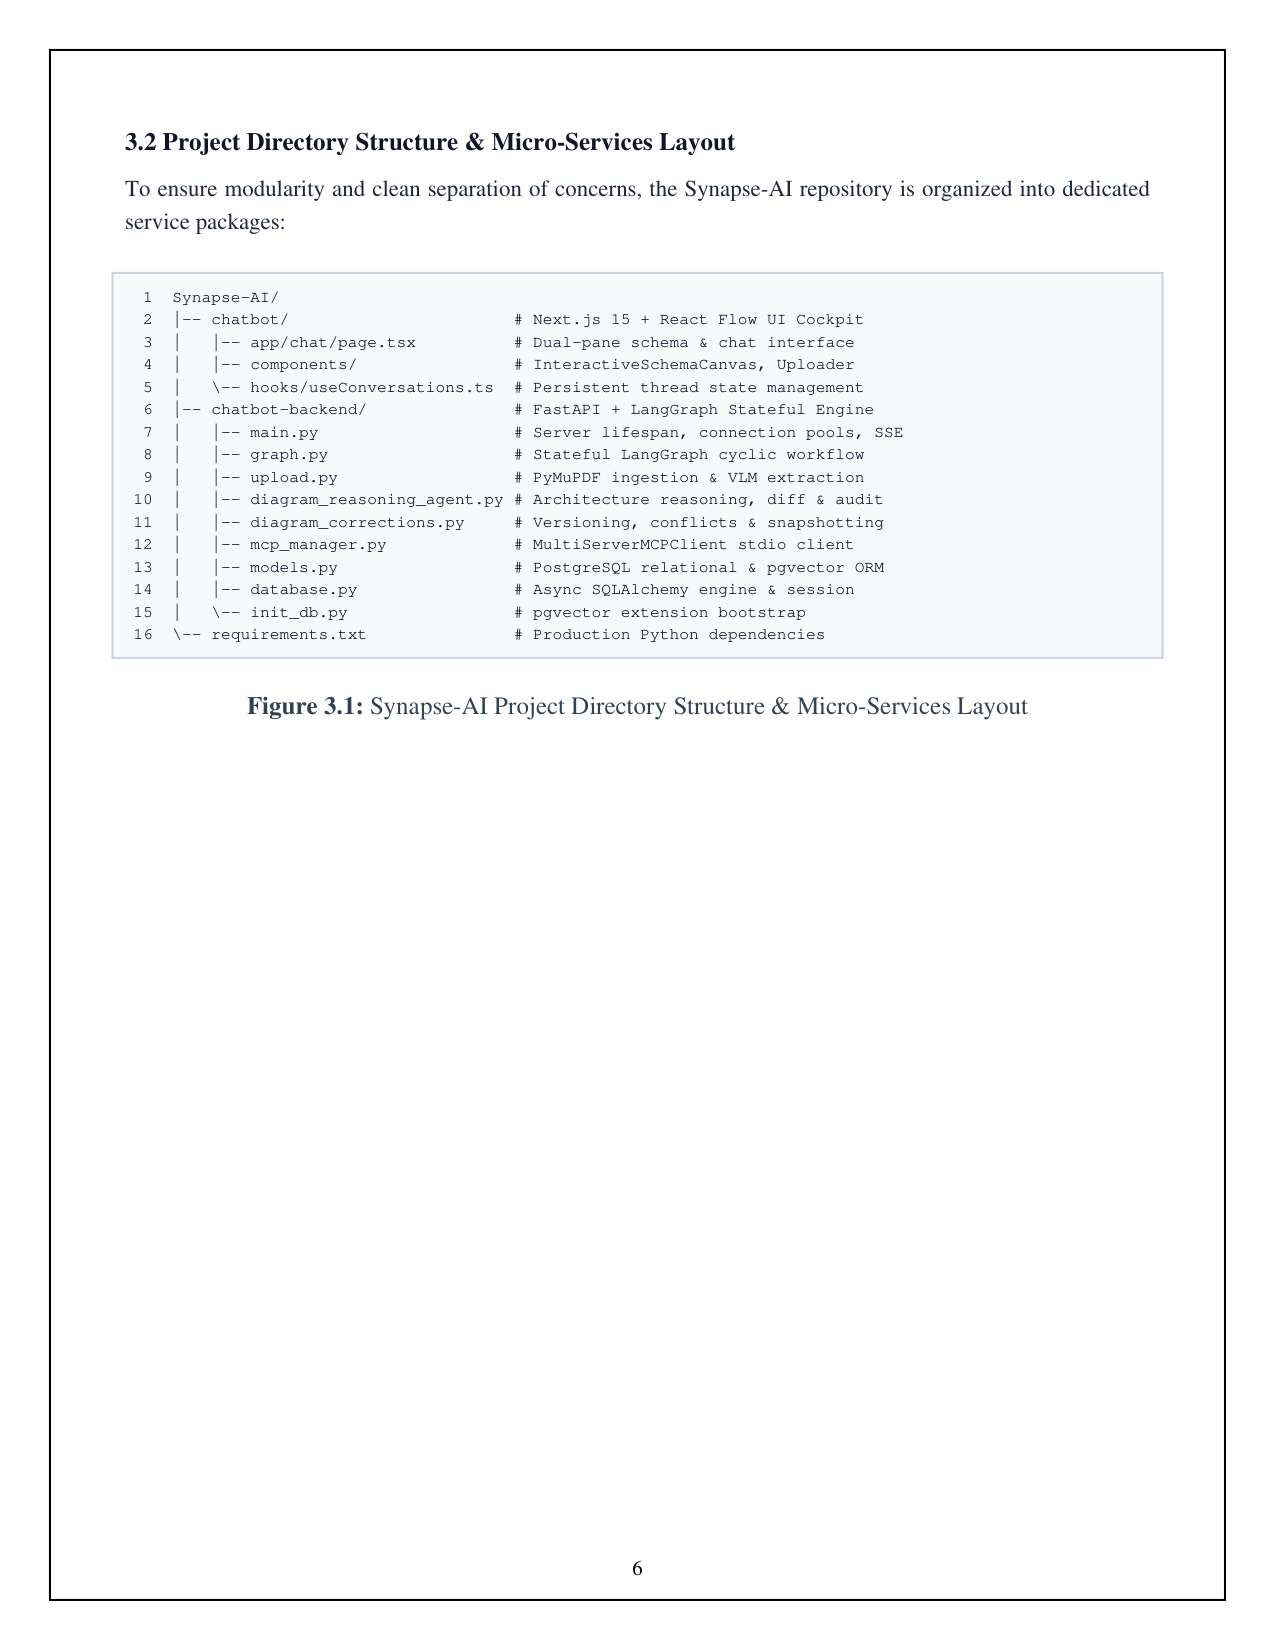 3.2 Project Directory Structure & Micro-Services Layout
To ensure modularity and clean separation of concerns, the Synapse-AI repository is organized into dedicated
service packages:
1 Synapse-AI/
2 |-- chatbot/                       # Next.js 15 + React Flow UI Cockpit
3 |   |-- app/chat/page.tsx          # Dual-pane schema & chat interface
4 |   |-- components/                # InteractiveSchemaCanvas, Uploader
5 |   \-- hooks/useConversations.ts  # Persistent thread state management
6 |-- chatbot-backend/               # FastAPI + LangGraph Stateful Engine
7 |   |-- main.py                    # Server lifespan, connection pools, SSE
8 |   |-- graph.py                   # Stateful LangGraph cyclic workflow
9 |   |-- upload.py                  # PyMuPDF ingestion & VLM extraction
10 |   |-- diagram_reasoning_agent.py # Architecture reasoning, diff & audit
11 |   |-- diagram_corrections.py     # Versioning, conflicts & snapshotting
12 |   |-- mcp_manager.py             # MultiServerMCPClient stdio client
13 |   |-- models.py                  # PostgreSQL relational & pgvector ORM
14 |   |-- database.py                # Async SQLAlchemy engine & session
15 |   \-- init_db.py                 # pgvector extension bootstrap
16 \-- requirements.txt               # Production Python dependencies
Figure 3.1: Synapse-AI Project Directory Structure & Micro-Services Layout
6